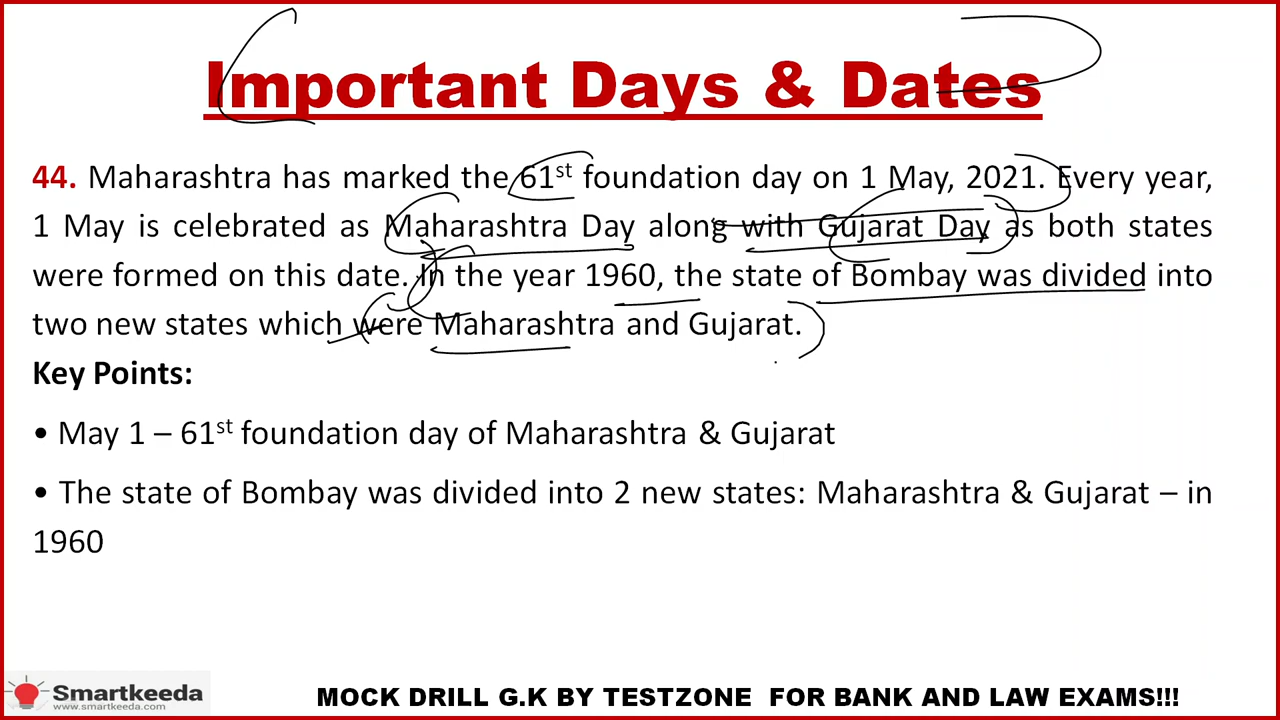 Important Days & Dates
44. Maharashtra has marked the 61st foundation day on 1 May, 2021. Every year,
1 May is celebrated as Maharashtra Day along with Gujarat Day as both states
were formed on this date. In the year 1960, the state of Bombay was divided into
two new states which were Maharashtra and Gujarat.
Key Points:
• May 1 – 61st foundation day of Maharashtra & Gujarat
• The state of Bombay was divided into 2 new states: Maharashtra & Gujarat – in
1960
Smartkeeda
www.smartkeeda.com
MOCK DRILL G.K BY TESTZONE FOR BANK AND LAW EXAMS!!!